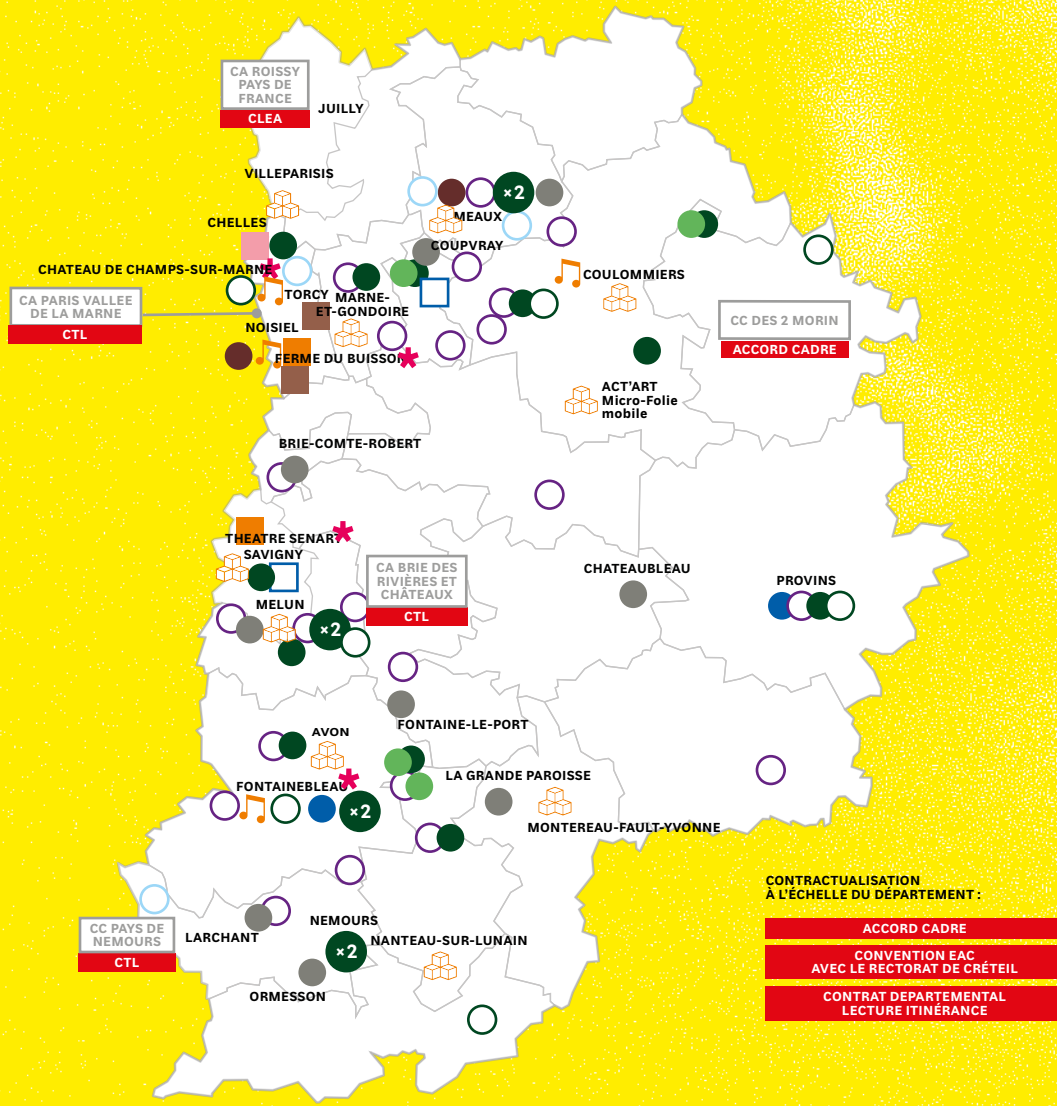 CA ROISSY
PAYS DE
FRANCE
CLEA
JUILLY
VILLEPARISIS
×2
MEAUX
CHELLES
COUPVRAY
CHATEAU DE CHAMPS-SUR-MARNE
COULOMMIERS
CA PARIS VALLEE
DE LA MARNE
CTL
TORCY
MARNE-
ET-GONDOIRE
NOISIEL
CC DES 2 MORIN
ACCORD CADRE
FERME DU BUISSON
ACT'ART
Micro-Folie
mobile
BRIE-COMTE-ROBERT
THEATRE SENART
SAVIGNY
CA BRIE DES
RIVIÈRES ET
CHÂTEAUX
CTL
CHATEAUBLEAU
PROVINS
MELUN
×2
FONTAINE-LE-PORT
AVON
LA GRANDE PAROISSE
FONTAINEBLEAU
×2
MONTEREAU-FAULT-YVONNE
CONTRACTUALISATION
À L'ÉCHELLE DU DÉPARTEMENT :
ACCORD CADRE
CONVENTION EAC
AVEC LE RECTORAT DE CRÉTEIL
CONTRAT DEPARTEMENTAL
LECTURE ITINÉRANCE
CC PAYS DE
NEMOURS
CTL
LARCHANT
NEMOURS
×2
NANTEAU-SUR-LUNAIN
ORMESSON